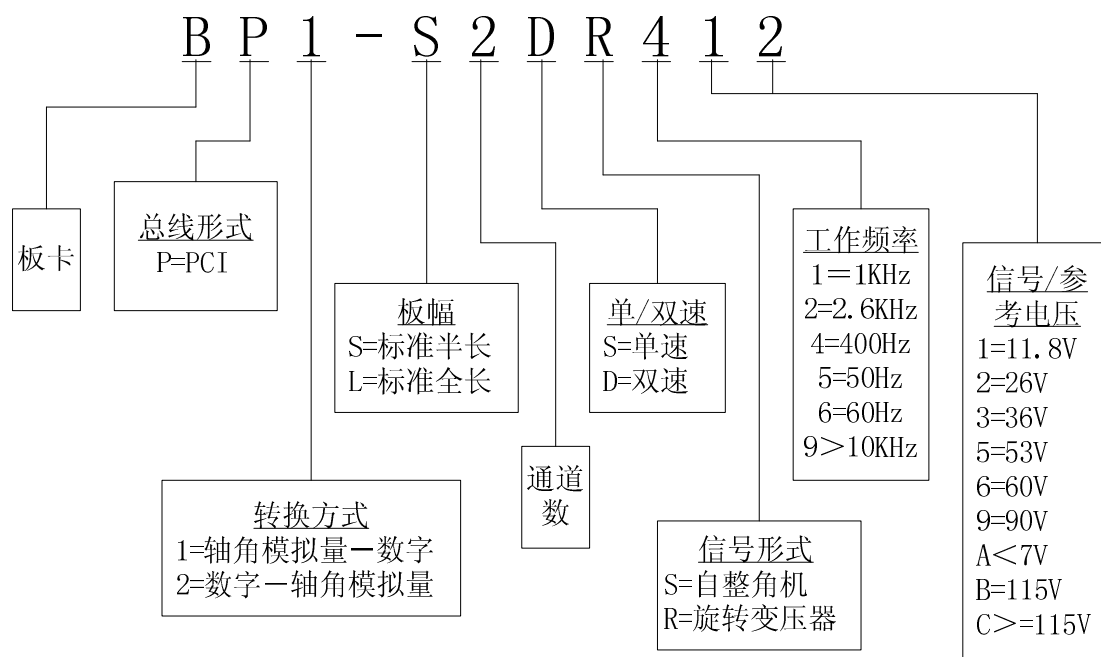 BP1-S2DR412
板卡
总线形式
P=PCI
转换方式
1=轴角模拟量-数字
2=数字-轴角模拟量
板幅
S=标准半长
L=标准全长
通道
数
单/双速
S=单速
D=双速
信号形式
S=自整角机
R=旋转变压器
工作频率
1=1KHz
2=2.6KHz
4=400Hz
5=50Hz
6=60Hz
9>10KHz
信号/参
考电压
1=11.8V
2=26V
3=36V
5=53V
6=60V
9=90V
A<7V
B=115V
C>=115V